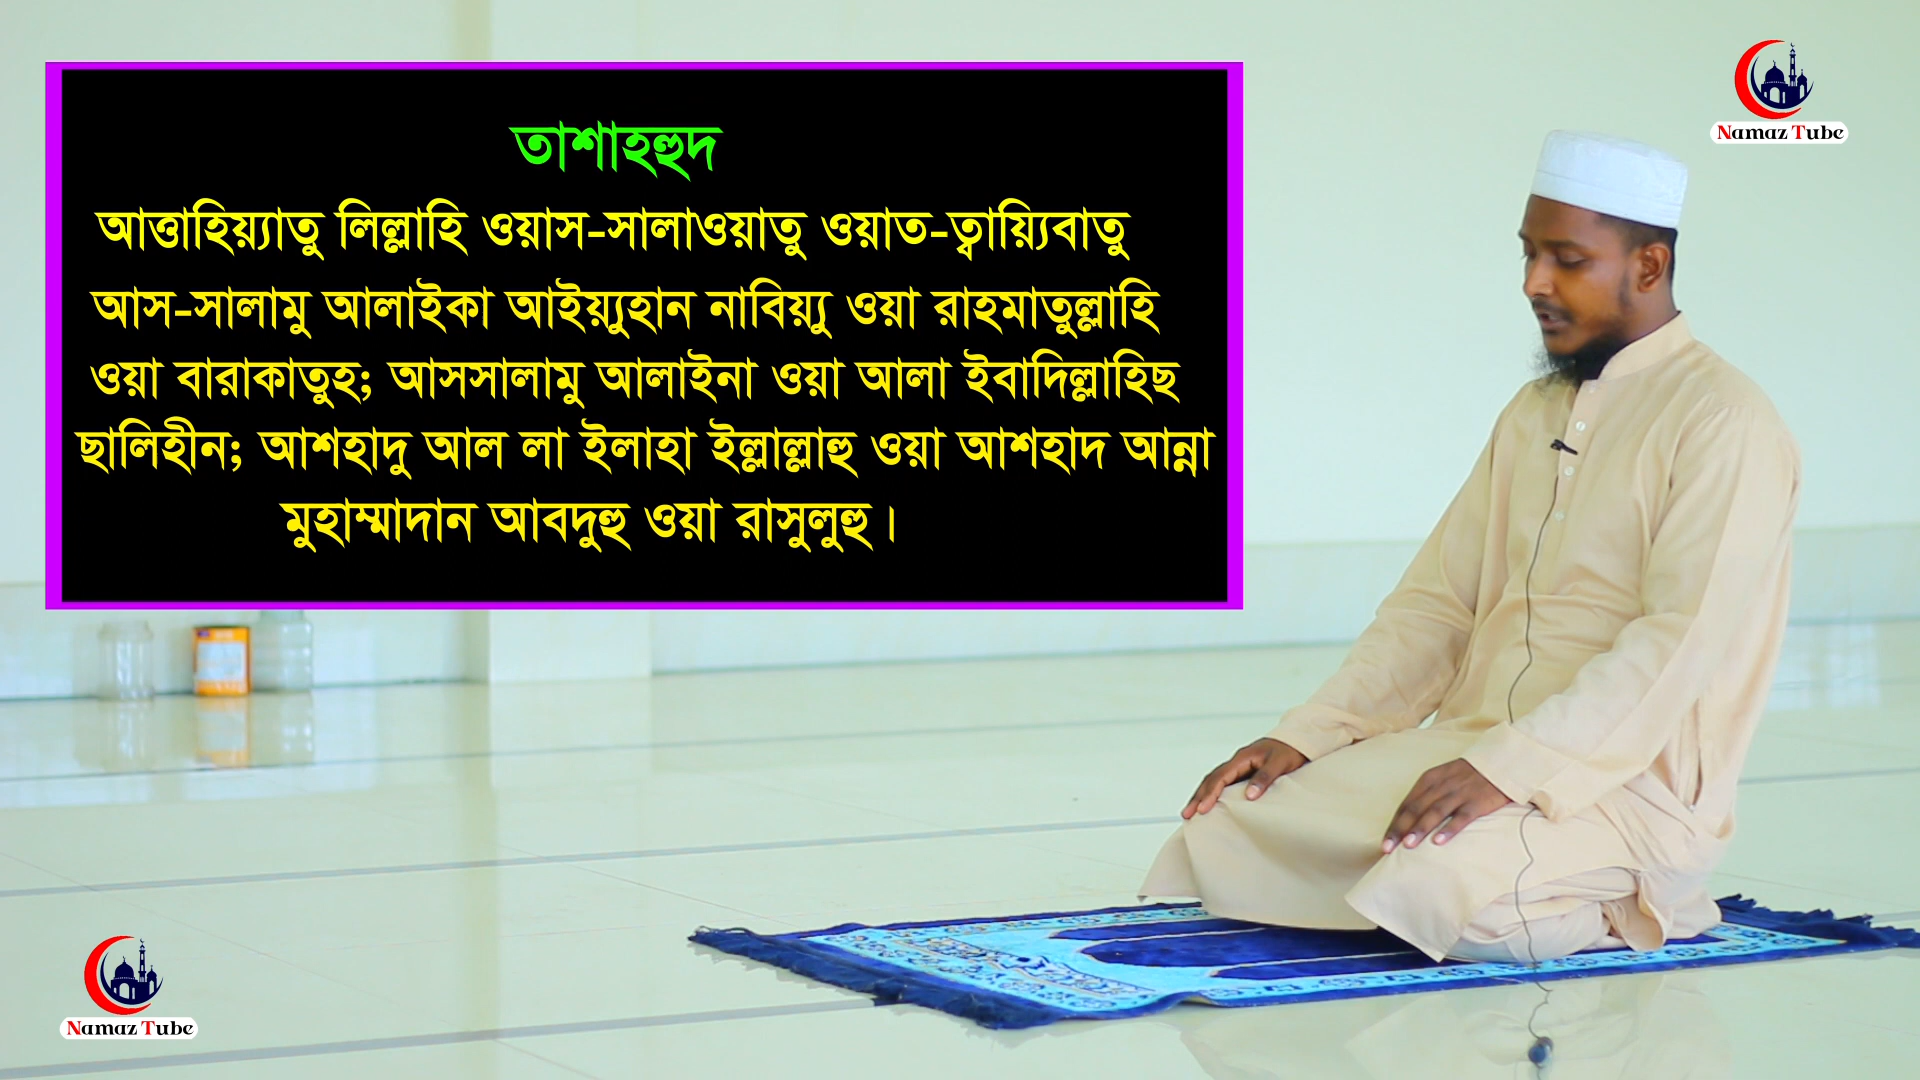 Namaz Tube
তাশাহহুদ
আত্তাহিয়্যাতু লিল্লাহি ওয়াস-সালাওয়াতু ওয়াত-ত্বায়্যিবাতু
আস-সালামু আলাইকা আইয়্যুহান নাবিয়্যু ওয়া রাহমাতুল্লাহি
ওয়া বারাকাতুহ; আসসালামু আলাইনা ওয়া আলা ইবাদিল্লাহিছ
ছালিহীন; আশহাদু আল লা ইলাহা ইল্লাল্লাহু ওয়া আশহাদ আন্না
মুহাম্মাদান আবদুহু ওয়া রাসুলুহু।
Namaz Tube